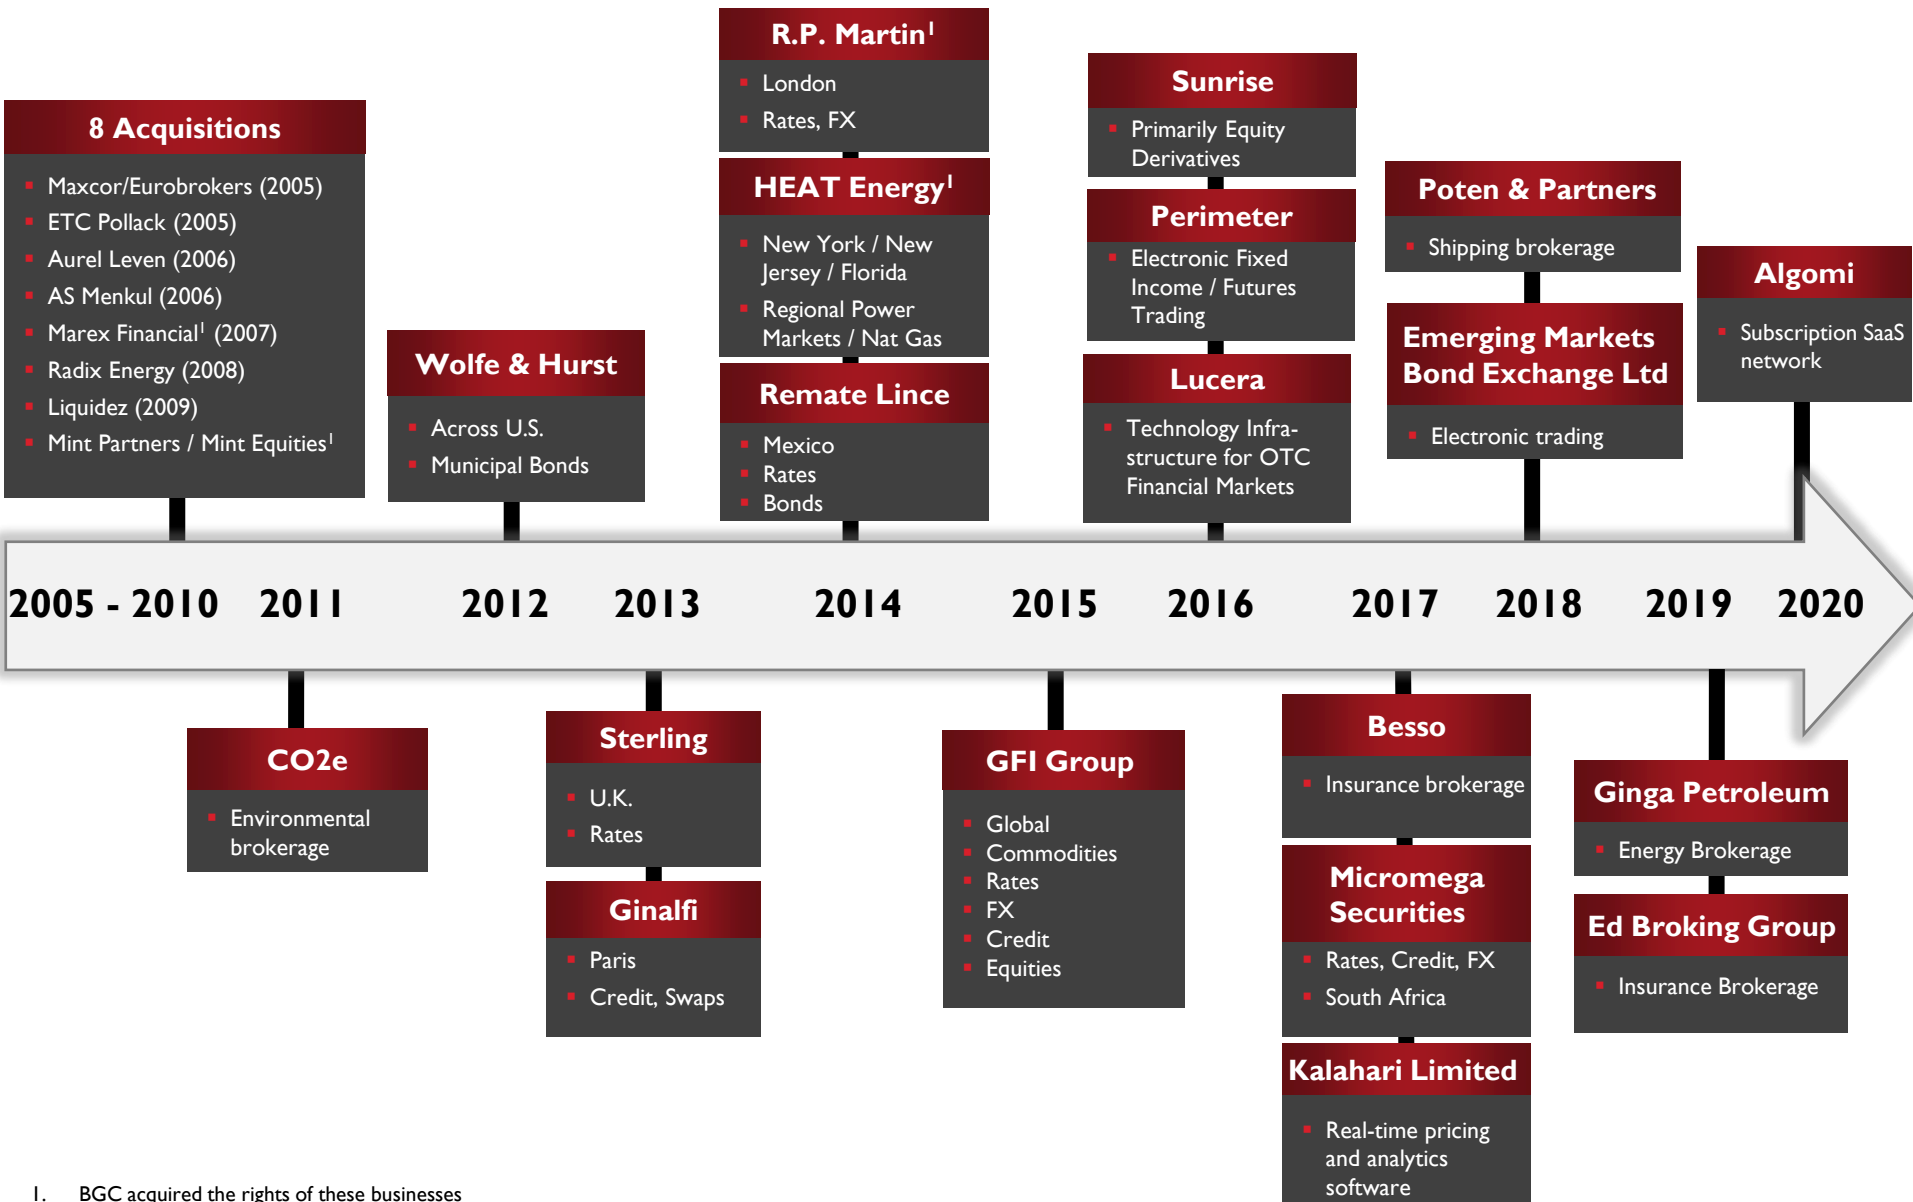 8 Acquisitions
Maxcor/Eurobrokers (2005)
ETC Pollack (2005)
Aurel Leven (2006)
AS Menkul (2006)
Marex Financial¹ (2007)
Radix Energy (2008)
Liquidez (2009)
Mint Partners / Mint Equities¹
Wolfe & Hurst
Across U.S.
Municipal Bonds
R.P. Martin¹
London
Rates, FX
HEAT Energy¹
New York / New
Jersey / Florida
Regional Power
Markets / Nat Gas
Remate Lince
Mexico
Rates
Bonds
Sunrise
Primarily Equity
Derivatives
Perimeter
Electronic Fixed
Income / Futures
Trading
Lucera
Technology Infra-
structure for OTC
Financial Markets
Poten & Partners
Shipping brokerage
Emerging Markets
Bond Exchange Ltd
Electronic trading
Algomi
Subscription SaaS
network
2005 - 2010 2011 2012 2013 2014 2015 2016 2017 2018 2019 2020
CO2e
Environmental
brokerage
Sterling
U.K.
Rates
Ginalfi
Paris
Credit, Swaps
GFI Group
Global
Commodities
Rates
FX
Credit
Equities
Besso
Insurance brokerage
Micromega
Securities
Rates, Credit, FX
South Africa
Kalahari Limited
Real-time pricing
and analytics
software
Ginga Petroleum
Energy Brokerage
Ed Broking Group
Insurance Brokerage
1. BGC acquired the rights of these businesses